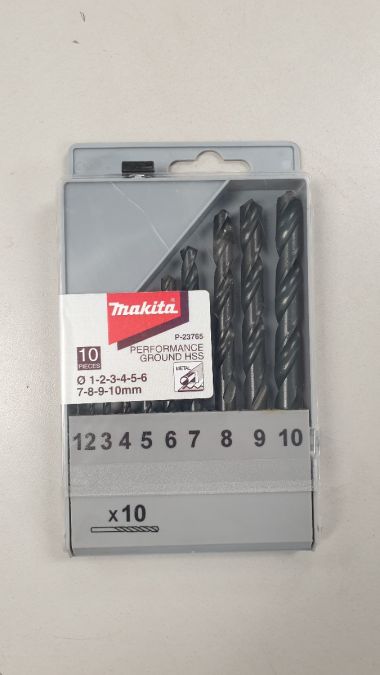 makita®
P-23765
10
PIECES
PERFORMANCE
GROUND HSS
Ø 1-2-3-4-5-6
7-8-9-10mm
METAL
1 2 3 4 5 6 7 8 9 10
x 10